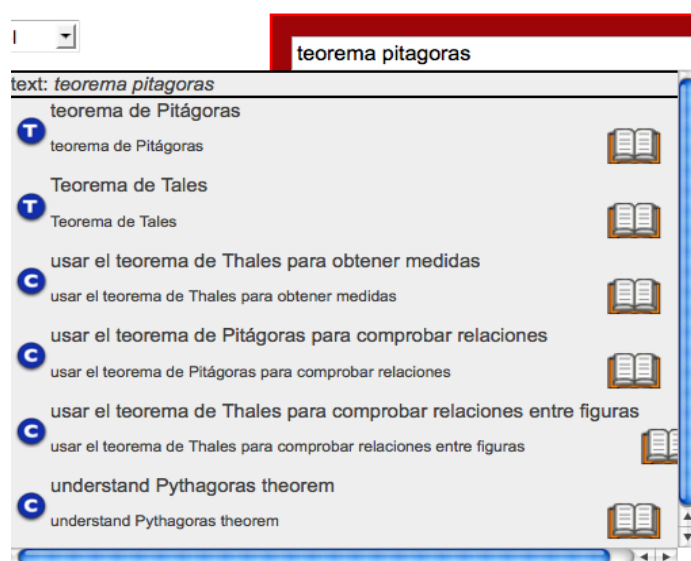 l
teorema pitagoras
text: teorema pitagoras
teorema de Pitágoras
T
teorema de Pitágoras
Teorema de Tales
T
Teorema de Tales
usar el teorema de Thales para obtener medidas
C
usar el teorema de Thales para obtener medidas
usar el teorema de Pitágoras para comprobar relaciones
C
usar el teorema de Pitágoras para comprobar relaciones
usar el teorema de Thales para comprobar relaciones entre figuras
C
usar el teorema de Thales para comprobar relaciones entre figuras
understand Pythagoras theorem
C
understand Pythagoras theorem